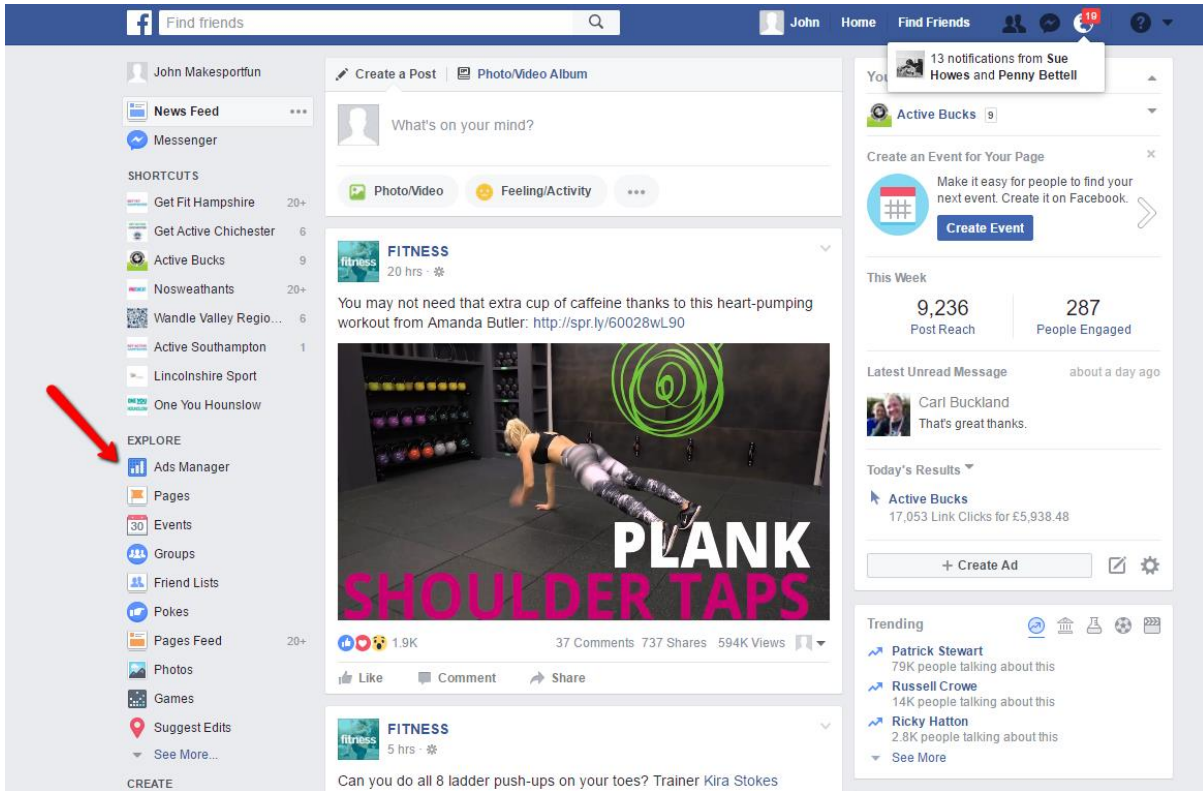 Find friends
John Home Find Friends 19
13 notifications from Sue
Howes and Penny Bettell
John Makesportfun
News Feed
Messenger
SHORTCUTS
Get Fit Hampshire 20+
Get Active Chichester 6
Active Bucks 9
Nosweathants 20+
Wandle Valley Regio... 6
Active Southampton 1
Lincolnshire Sport
One You Hounslow
EXPLORE
Ads Manager
Pages
30 Events
Groups
Friend Lists
Pokes
Pages Feed 20+
Photos
Games
Suggest Edits
See More...
CREATE
Create a Post Photo/Video Album
What's on your mind?
Photo/Video Feeling/Activity
fitness
FITNESS
20 hrs ·
You may not need that extra cup of caffeine thanks to this heart-pumping
workout from Amanda Butler: http://spr.ly/60028wL90
PLANK
SHOULDER TAPS
1.9K 37 Comments 737 Shares 594K Views
Like Comment Share
fitness
FITNESS
5 hrs ·
Can you do all 8 ladder push-ups on your toes? Trainer Kira Stokes
Active Bucks 9
Create an Event for Your Page
Make it easy for people to find your
next event. Create it on Facebook.
Create Event
This Week
9,236 287
Post Reach People Engaged
Latest Unread Message about a day ago
Carl Buckland
That's great thanks.
Today's Results
Active Bucks
17,053 Link Clicks for £5,938.48
+ Create Ad
Trending
Patrick Stewart
79K people talking about this
Russell Crowe
14K people talking about this
Ricky Hatton
2.8K people talking about this
See More